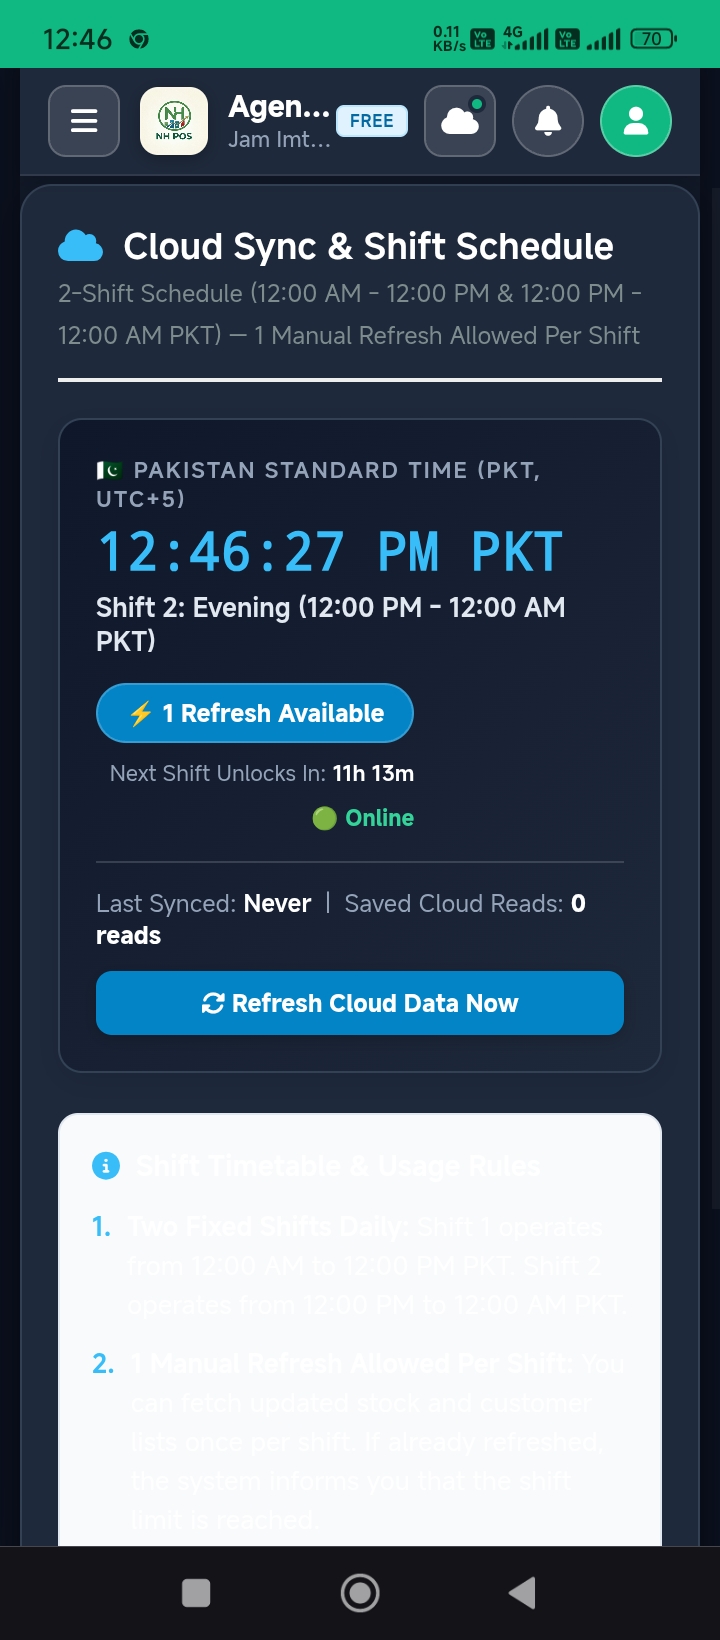 12:46
0.11
KB/s
Vo
LTE
4G
Vo
LTE
70
NH
NH POS
Agen...
Jam Imt...
FREE
Cloud Sync & Shift Schedule
2-Shift Schedule (12:00 AM - 12:00 PM & 12:00 PM -
12:00 AM PKT) — 1 Manual Refresh Allowed Per Shift
🇵🇰 PAKISTAN STANDARD TIME (PKT,
UTC+5)
12:46:27 PM PKT
Shift 2: Evening (12:00 PM - 12:00 AM
PKT)
⚡ 1 Refresh Available
Next Shift Unlocks In: 11h 13m
🟢 Online
Last Synced: Never | Saved Cloud Reads: 0
reads
Refresh Cloud Data Now
Shift Timetable & Usage Rules
1. Two Fixed Shifts Daily: Shift 1 operates
from 12:00 AM to 12:00 PM PKT. Shift 2
operates from 12:00 PM to 12:00 AM PKT.
2. 1 Manual Refresh Allowed Per Shift: You
can fetch updated stock and customer
lists once per shift. If already refreshed,
the system informs you that the shift
limit is reached.